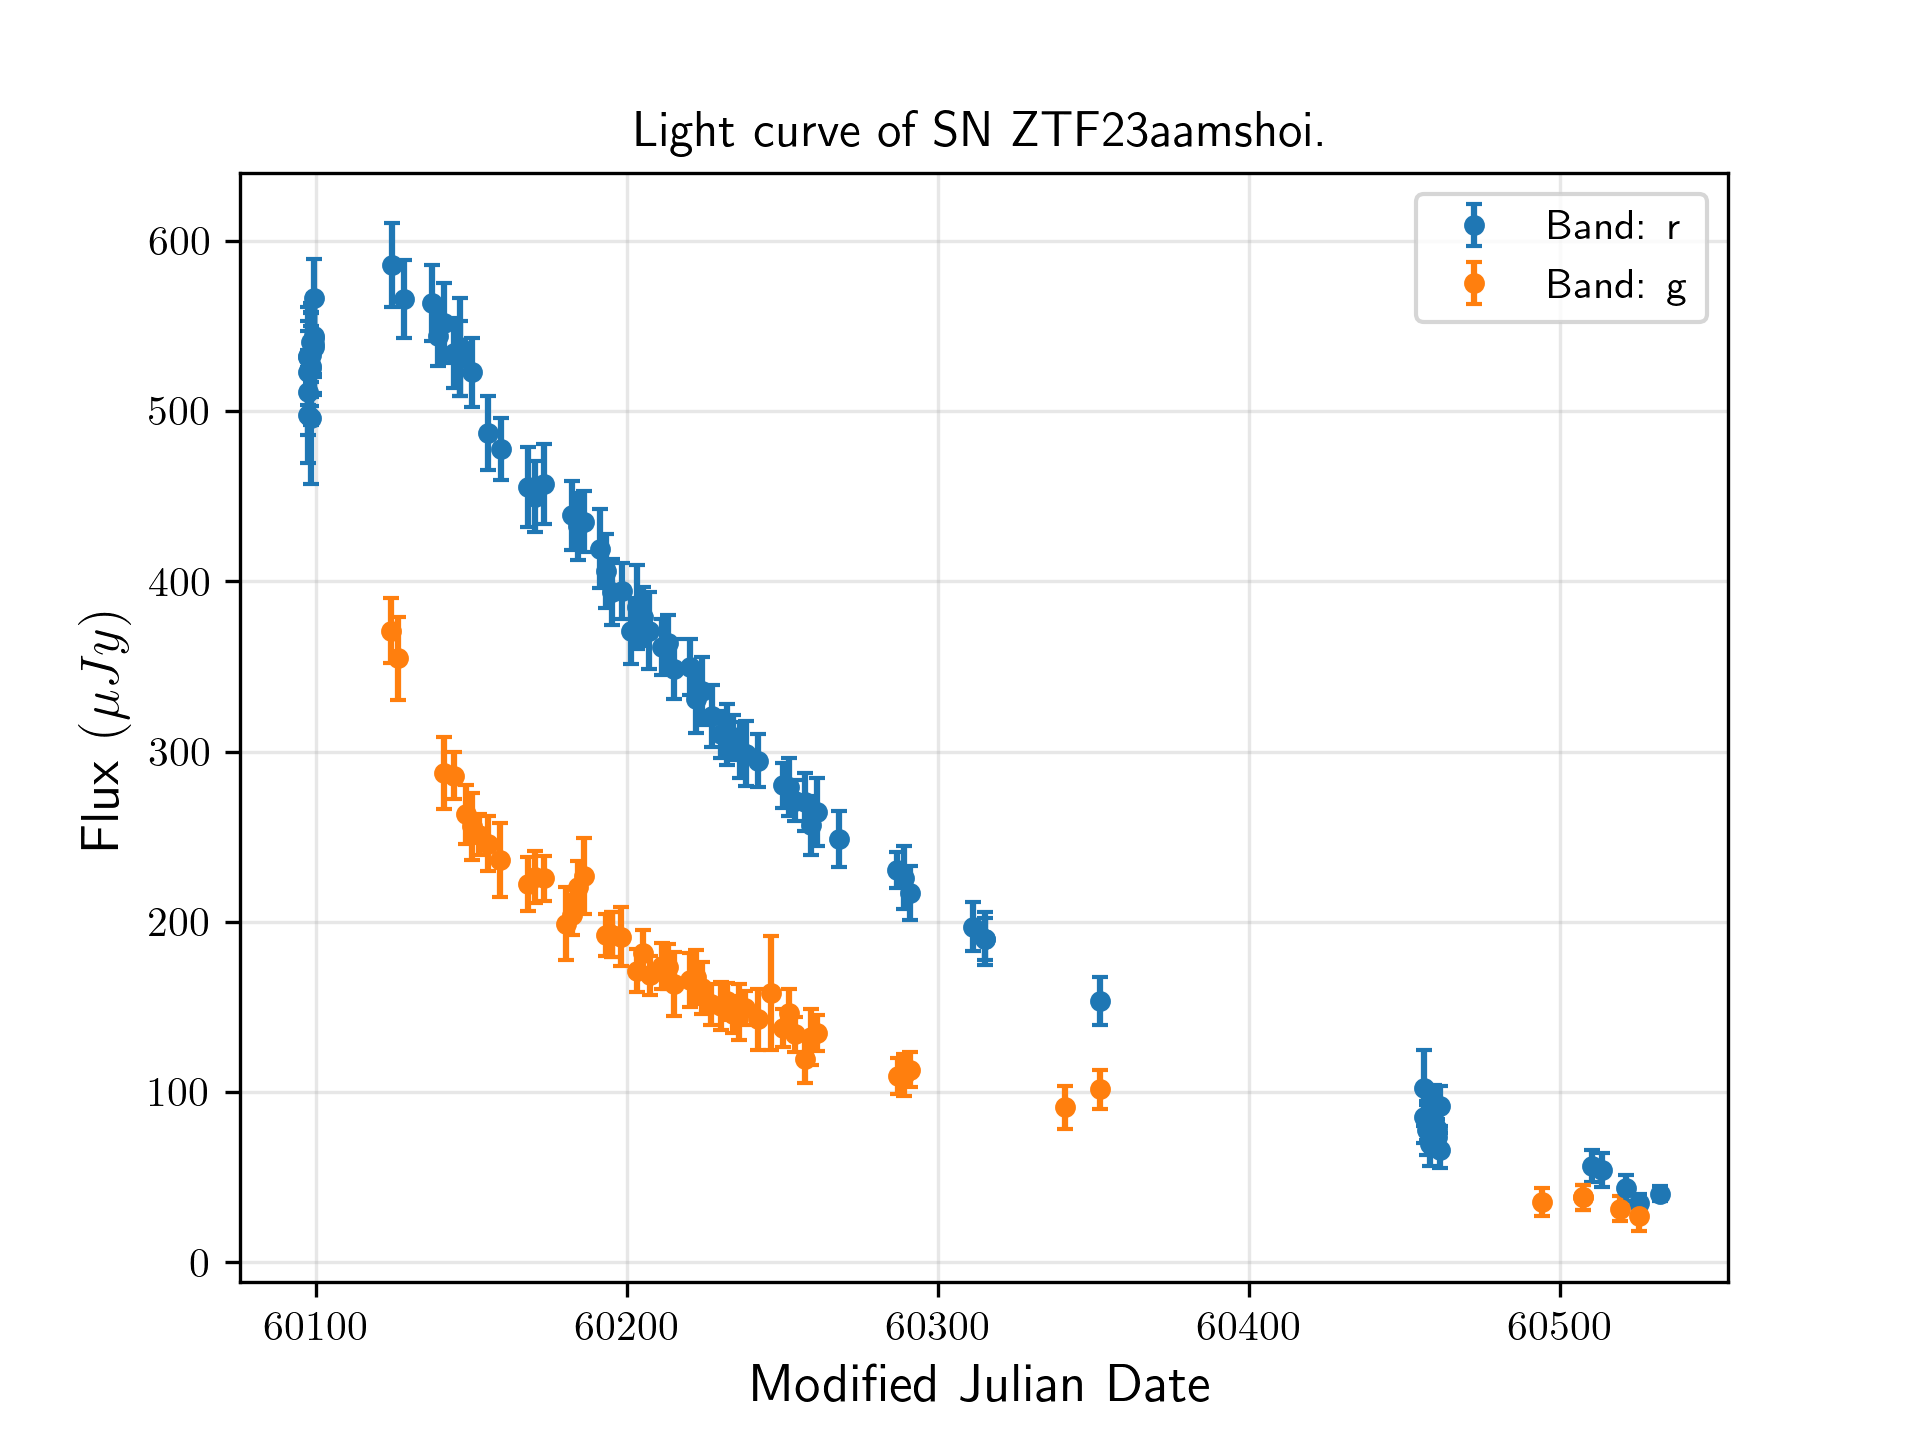 Light curve of SN ZTF23aamshoi.
Band: r
Band: g
600
500
400
300
200
100
0
Flux (μJy)
60100 60200 60300 60400 60500
Modified Julian Date